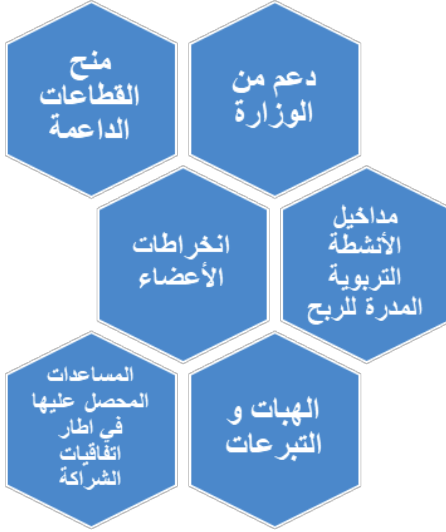 دعم من
الوزارة
منح
القطاعات
الداعمة
مداخيل
الأنشطة
التربوية
المدرة للربح
انخراطات
الأعضاء
الهبات و
التبرعات
المساعدات
المحصل عليها
في اطار
اتفاقيات
الشراكة